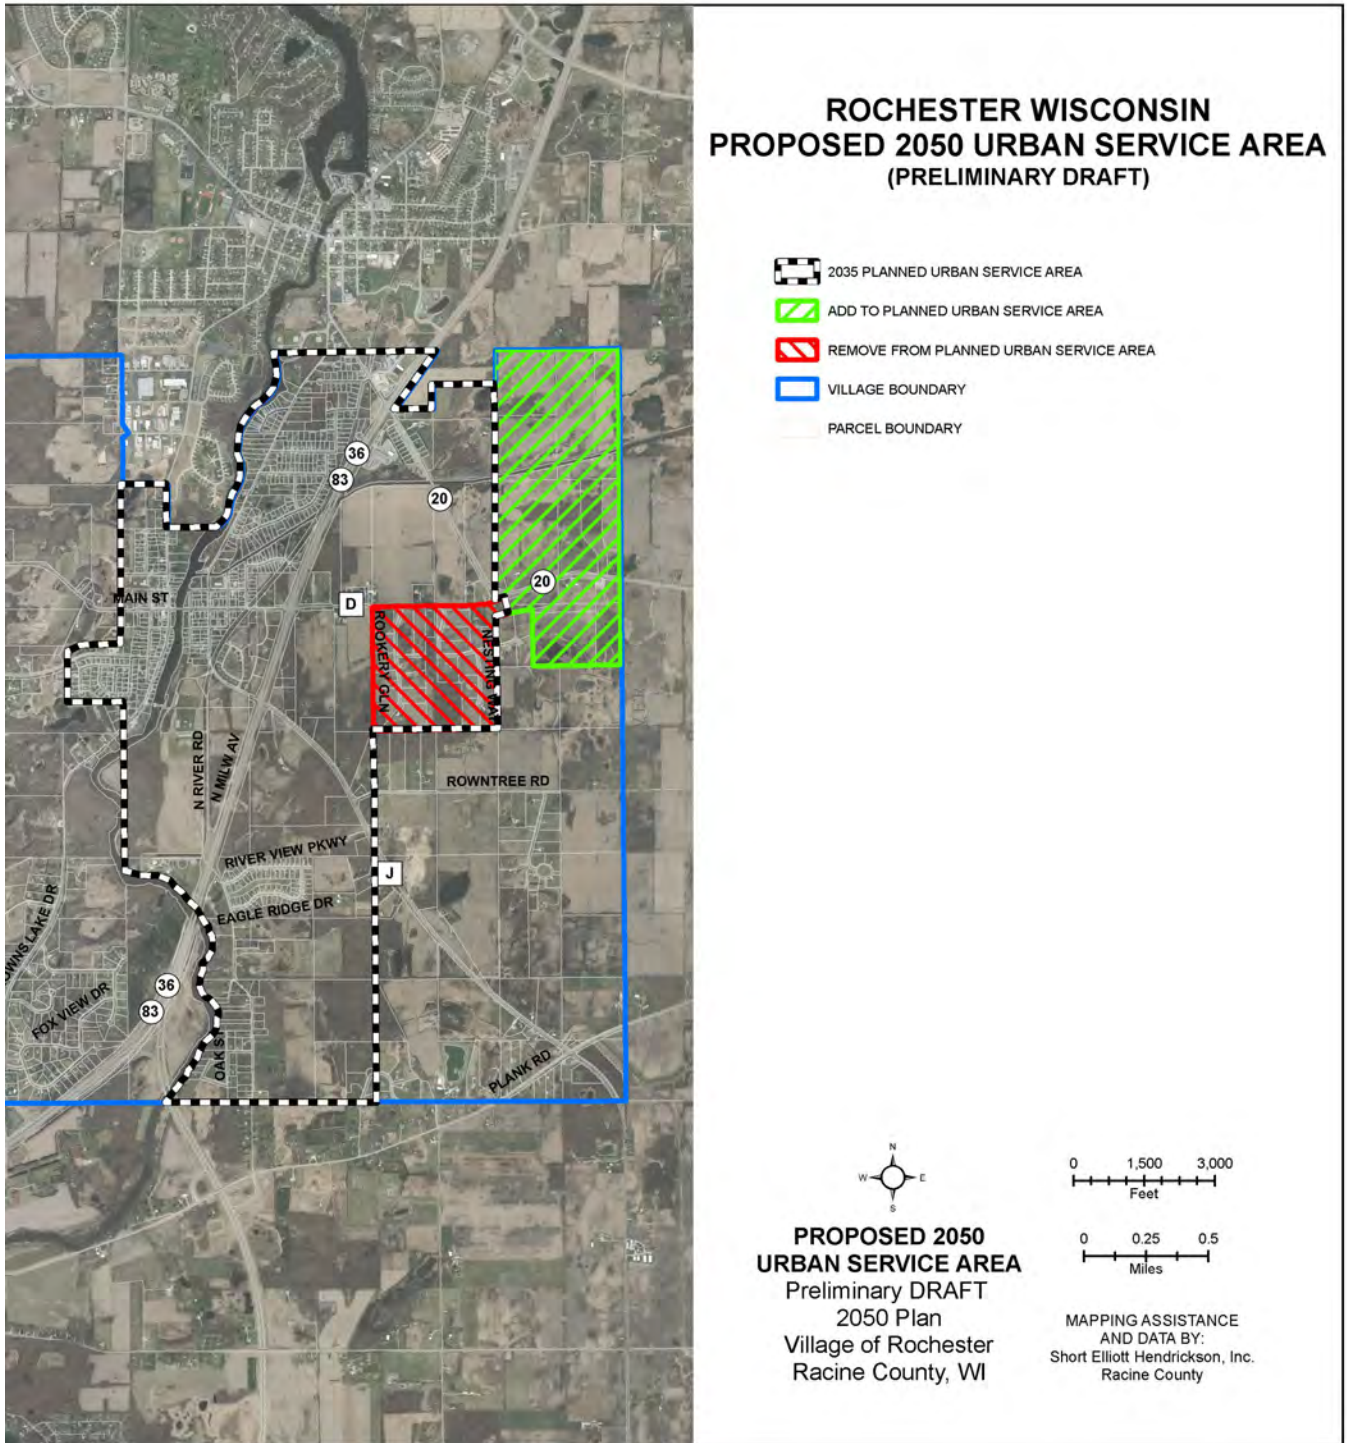 ROCHESTER WISCONSIN
PROPOSED 2050 URBAN SERVICE AREA
(PRELIMINARY DRAFT)
2035 PLANNED URBAN SERVICE AREA
ADD TO PLANNED URBAN SERVICE AREA
REMOVE FROM PLANNED URBAN SERVICE AREA
VILLAGE BOUNDARY
PARCEL BOUNDARY
36
83
20
20
MAIN ST
D
ROOKERY GLN
NESTING WAY
N RIVER RD
N MILW AV
ROWNTREE RD
RIVER VIEW PKWY
J
EAGLE RIDGE DR
OWNS LAKE DR
FOX VIEW DR
36
83
OAK ST
PLANK RD
N
W E
S
0 1,500 3,000
Feet
PROPOSED 2050
URBAN SERVICE AREA
Preliminary DRAFT
2050 Plan
Village of Rochester
Racine County, WI
0 0.25 0.5
Miles
MAPPING ASSISTANCE
AND DATA BY:
Short Elliott Hendrickson, Inc.
Racine County